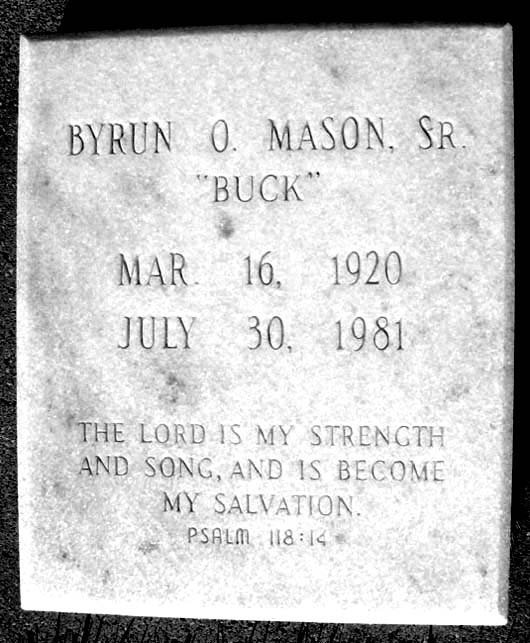 BYRUN O. MASON, SR.
"BUCK"
MAR. 16, 1920
JULY 30, 1981
THE LORD IS MY STRENGTH
AND SONG, AND IS BECOME
MY SALVATION.
PSALM 118:14